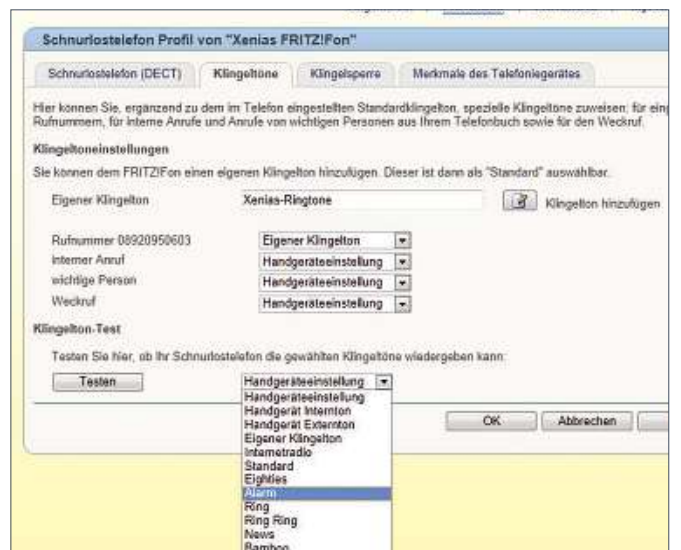 Schnurlostelefon Profil von "Xenias FRITZ!Fon"
Schnurlostelefon (DECT) Klingeltöne Klingelsperre Merkmale des Telefoniegerätes
Hier können Sie, ergänzend zu dem im Telefon eingestellten Standardklingelton, spezielle Klingeltöne zuweisen: für
Rufnummern, für interne Anrufe und Anrufe von wichtigen Personen aus Ihrem Telefonbuch sowie für den Weckruf.
Klingeltoneinstellungen
Sie können dem FRITZ!Fon einen eigenen Klingelton hinzufügen. Dieser ist dann als "Standard" auswählbar.
Eigener Klingelton Xenias-Ringtone Klingelton hinzufügen
Rufnummer 08920950603 Eigener Klingelton
interner Anruf Handgeräteeinstellung
wichtige Person Handgeräteeinstellung
Weckruf Handgeräteeinstellung
Klingelton-Test
Testen Sie hier, ob Ihr Schnurlostelefon die gewählten Klingeltöne wiedergeben kann:
Testen Handgeräteeinstellung
Handgeräteeinstellung
Handgerät Internton
Handgerät Externton
Eigener Klingelton
Internetradio
Standard
Eighties
Alarm
Ring
Ring Ring
News
Bamboo
OK Abbrechen